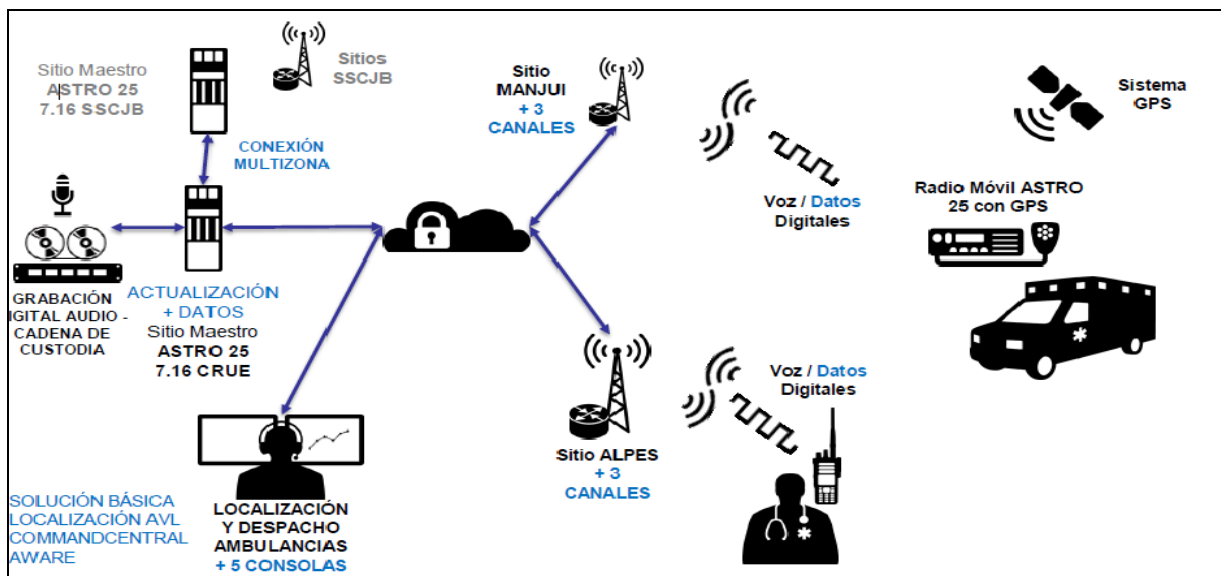 Sitio Maestro
ASTRO 25
7.16 SSCJB
Sitios
SSCJB
CONEXIÓN
MULTIZONA
GRABACIÓN
IGITAL AUDIO -
CADENA DE
CUSTODIA
ACTUALIZACIÓN
+ DATOS
Sitio Maestro
ASTRO 25
7.16 CRUE
SOLUCIÓN BÁSICA
LOCALIZACIÓN AVL
COMMANDCENTRAL
AWARE
LOCALIZACIÓN
Y DESPACHO
AMBULANCIAS
+ 5 CONSOLAS
Sitio
MANJUI
+ 3
CANALES
Voz / Datos
Digitales
Sistema
GPS
Radio Móvil ASTRO
25 con GPS
Sitio ALPES
+ 3
CANALES
Voz / Datos
Digitales